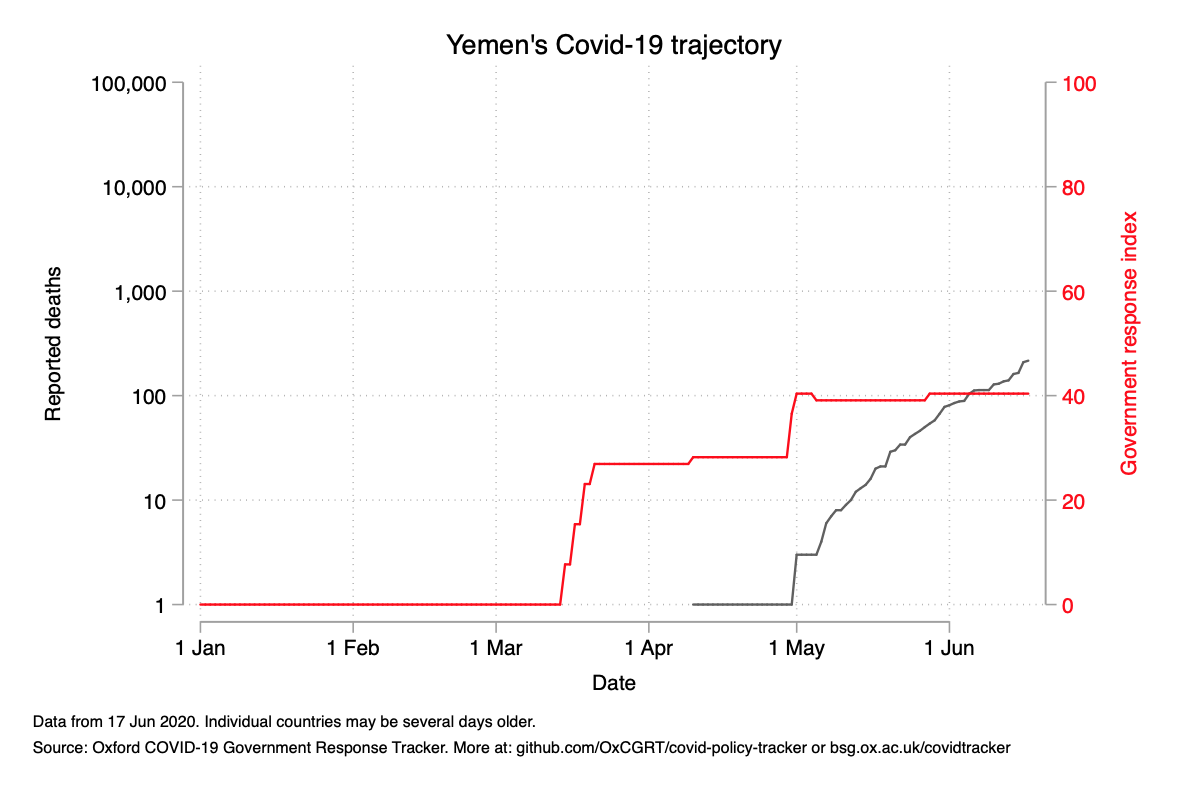 Yemen's Covid-19 trajectory
100,000
10,000
1,000
100
10
1
Reported deaths
100
80
60
40
20
0
Government response index
1 Jan 1 Feb 1 Mar 1 Apr 1 May 1 Jun
Date
Data from 17 Jun 2020. Individual countries may be several days older.
Source: Oxford COVID-19 Government Response Tracker. More at: github.com/OxCGRT/covid-policy-tracker or bsg.ox.ac.uk/covidtracker